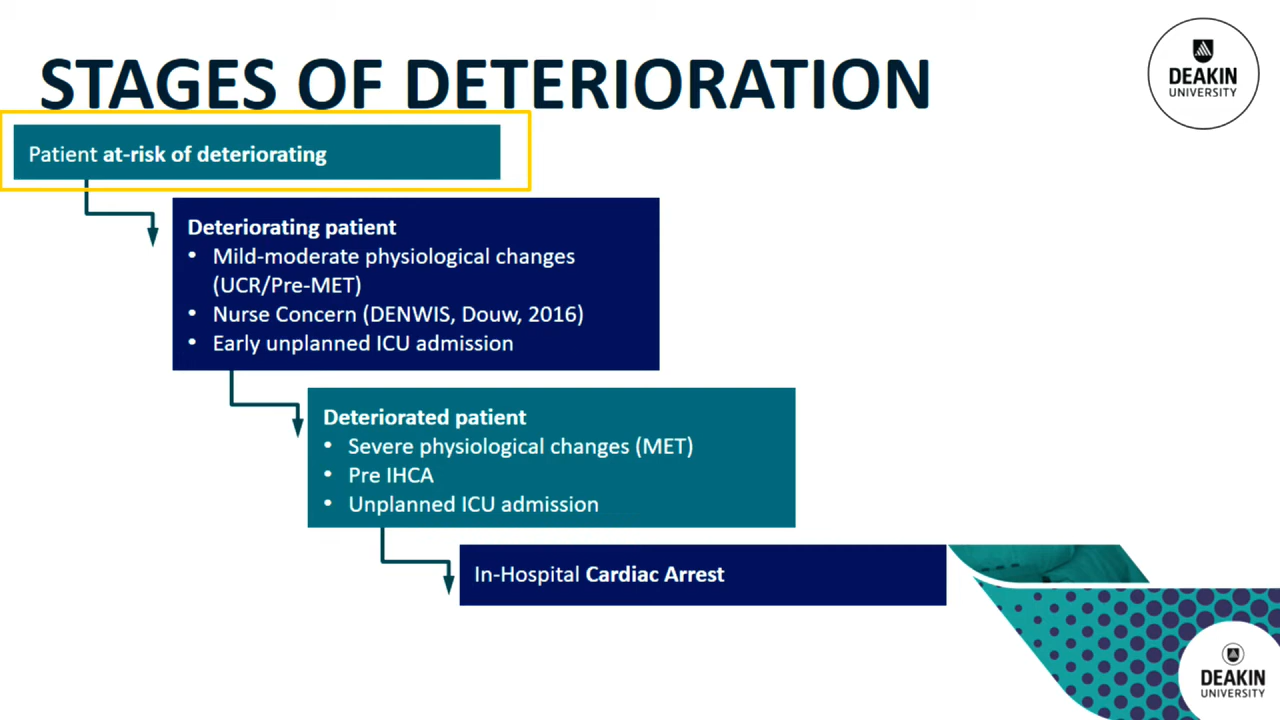 STAGES OF DETERIORATION
DEAKIN
UNIVERSITY
Patient at-risk of deteriorating
Deteriorating patient
• Mild-moderate physiological changes
(UCR/Pre-MET)
• Nurse Concern (DENWIS, Douw, 2016)
• Early unplanned ICU admission
Deteriorated patient
• Severe physiological changes (MET)
• Pre IHCA
• Unplanned ICU admission
In-Hospital Cardiac Arrest
DEAKIN
UNIVERSITY